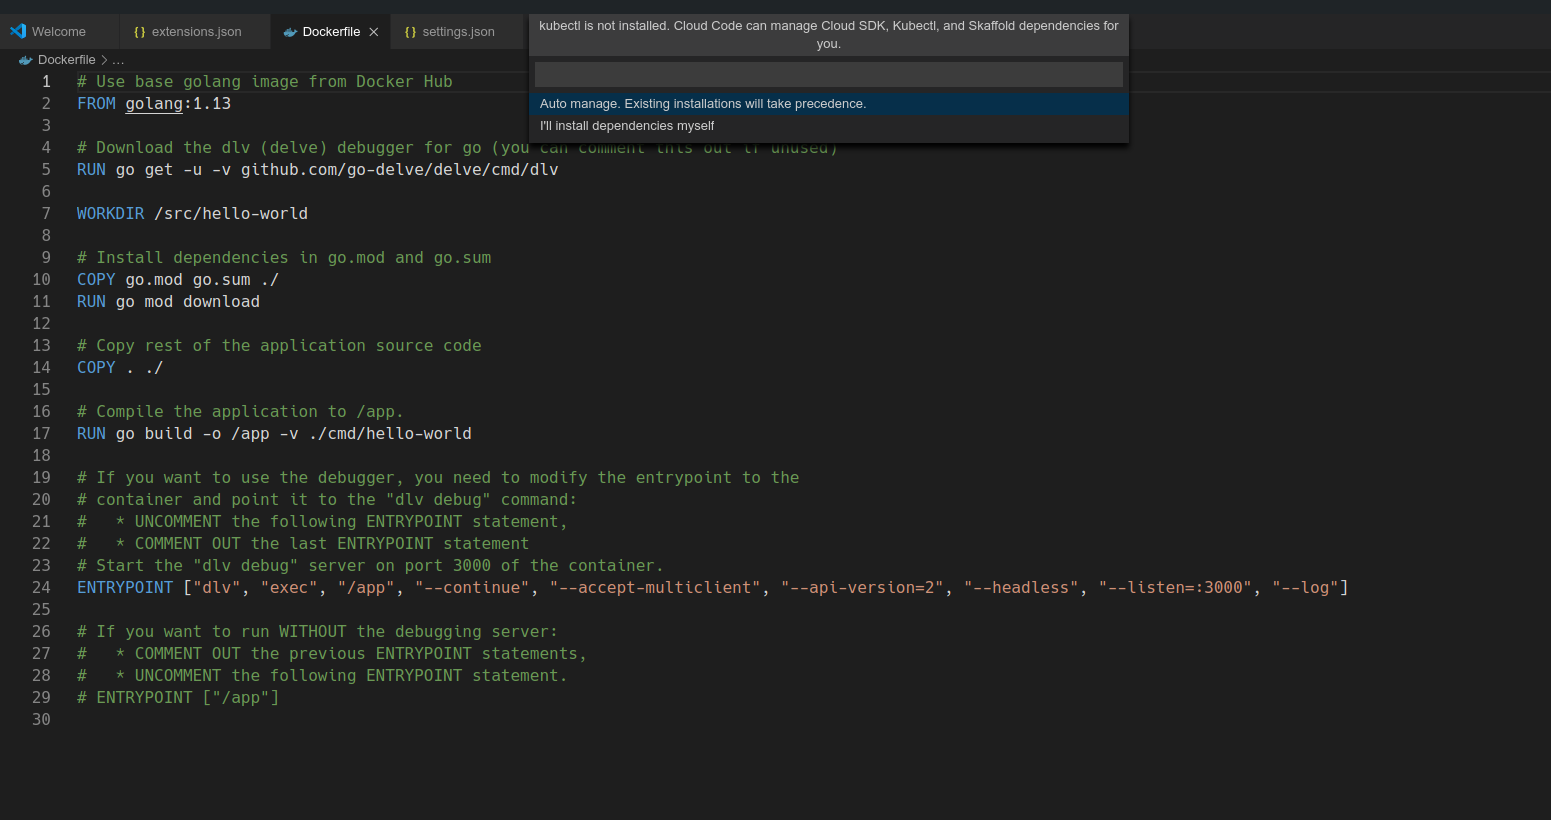 Welcome
extensions.json
Dockerfile
settings.json
kubectl is not installed. Cloud Code can manage Cloud SDK, Kubectl, and Skaffold dependencies for
you.
Auto manage. Existing installations will take precedence.
I'll install dependencies myself
Dockerfile > ...
1 # Use base golang image from Docker Hub
2 FROM golang:1.13
3
4 # Download the dlv (delve) debugger for go (you can comment this out if unused)
5 RUN go get -u -v github.com/go-delve/delve/cmd/dlv
6
7 WORKDIR /src/hello-world
8
9 # Install dependencies in go.mod and go.sum
10 COPY go.mod go.sum ./
11 RUN go mod download
12
13 # Copy rest of the application source code
14 COPY . ./
15
16 # Compile the application to /app.
17 RUN go build -o /app -v ./cmd/hello-world
18
19 # If you want to use the debugger, you need to modify the entrypoint to the
20 # container and point it to the "dlv debug" command:
21 #   * UNCOMMENT the following ENTRYPOINT statement,
22 #   * COMMENT OUT the last ENTRYPOINT statement
23 # Start the "dlv debug" server on port 3000 of the container.
24 ENTRYPOINT ["dlv", "exec", "/app", "--continue", "--accept-multiclient", "--api-version=2", "--headless", "--listen=:3000", "--log"]
25
26 # If you want to run WITHOUT the debugging server:
27 #   * COMMENT OUT the previous ENTRYPOINT statements,
28 #   * UNCOMMENT the following ENTRYPOINT statement.
29 # ENTRYPOINT ["/app"]
30